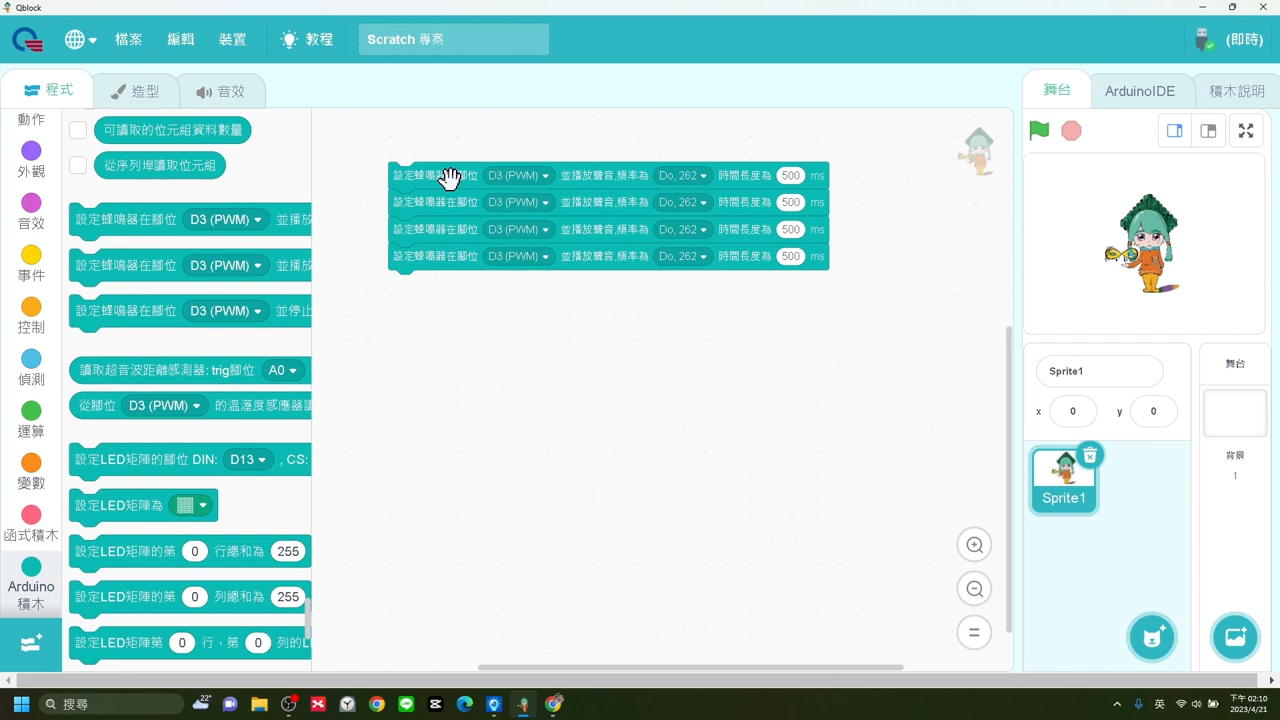 Qblock
檔案 編輯 裝置 教程 Scratch 專案 (即時)
程式 造型 音效 舞台 ArduinoIDE 積木說明
動作
外觀
音效
事件
控制
偵測
運算
變數
函式積木
Arduino
積木
可讀取的位元組資料數量
從序列埠讀取位元組
設定蜂鳴器在腳位 D3 (PWM) 並播放
設定蜂鳴器在腳位 D3 (PWM) 並播放
設定蜂鳴器在腳位 D3 (PWM) 並停止
讀取超音波距離感測器: trig腳位 A0
從腳位 D3 (PWM) 的溫溼度感應器讀
設定LED矩陣的腳位 DIN: D13 , CS:
設定LED矩陣為
設定LED矩陣的第 0 行總和為 255
設定LED矩陣的第 0 列總和為 255
設定LED矩陣第 0 行，第 0 列的L
設定蜂鳴器在腳位 D3 (PWM) 並播放聲音,頻率為 Do, 262 時間長度為 500 ms
設定蜂鳴器在腳位 D3 (PWM) 並播放聲音,頻率為 Do, 262 時間長度為 500 ms
設定蜂鳴器在腳位 D3 (PWM) 並播放聲音,頻率為 Do, 262 時間長度為 500 ms
設定蜂鳴器在腳位 D3 (PWM) 並播放聲音,頻率為 Do, 262 時間長度為 500 ms
Sprite1
x 0 y 0
Sprite1
舞台
背景
1
搜尋
22°
英
下午 02:10
2023/4/21